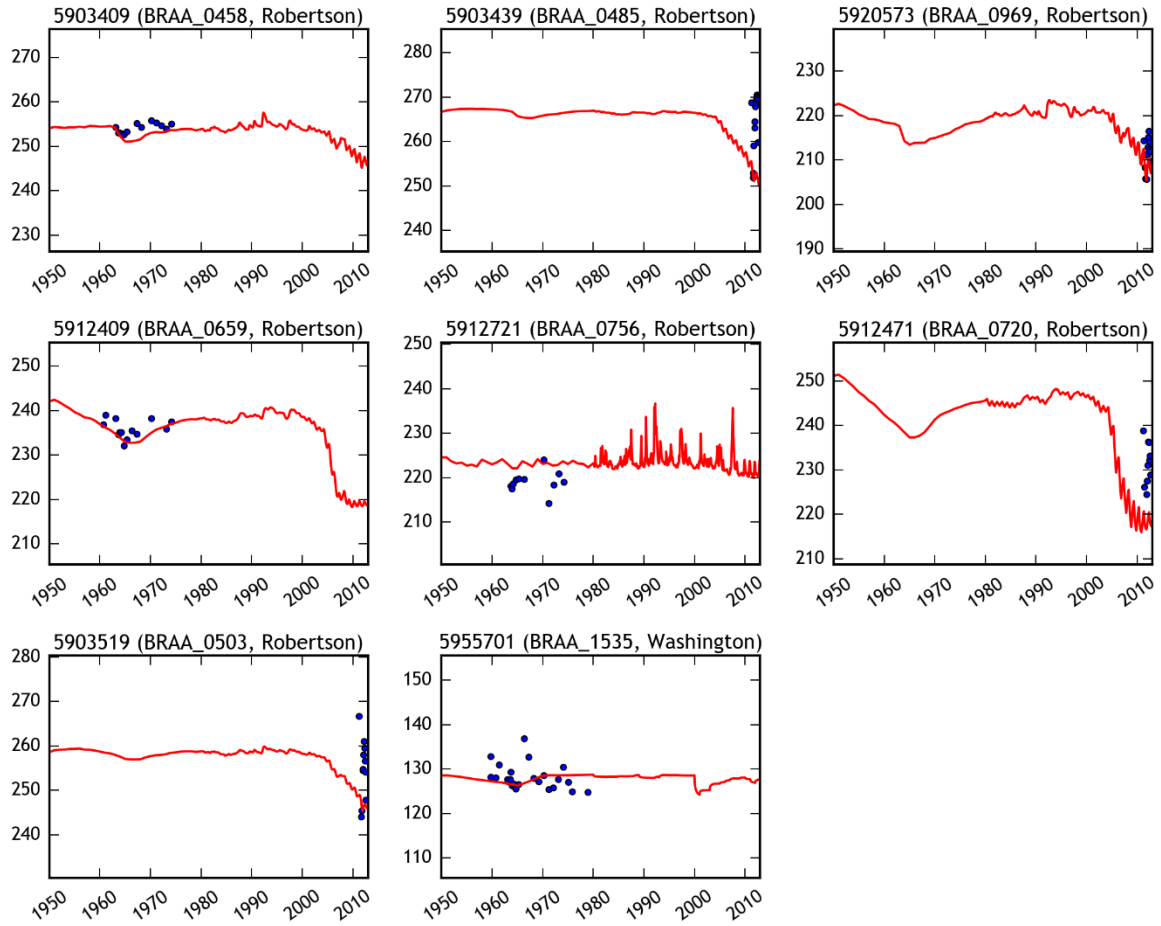 5903409 (BRAA_0458, Robertson)
270
260
250
240
230
1950 1960 1970 1980 1990 2000 2010
5903439 (BRAA_0485, Robertson)
280
270
260
250
240
1950 1960 1970 1980 1990 2000 2010
5920573 (BRAA_0969, Robertson)
230
220
210
200
190
1950 1960 1970 1980 1990 2000 2010
5912409 (BRAA_0659, Robertson)
250
240
230
220
210
1950 1960 1970 1980 1990 2000 2010
5912721 (BRAA_0756, Robertson)
250
240
230
220
210
1950 1960 1970 1980 1990 2000 2010
5912471 (BRAA_0720, Robertson)
250
240
230
220
210
1950 1960 1970 1980 1990 2000 2010
5903519 (BRAA_0503, Robertson)
280
270
260
250
240
1950 1960 1970 1980 1990 2000 2010
5955701 (BRAA_1535, Washington)
150
140
130
120
110
1950 1960 1970 1980 1990 2000 2010